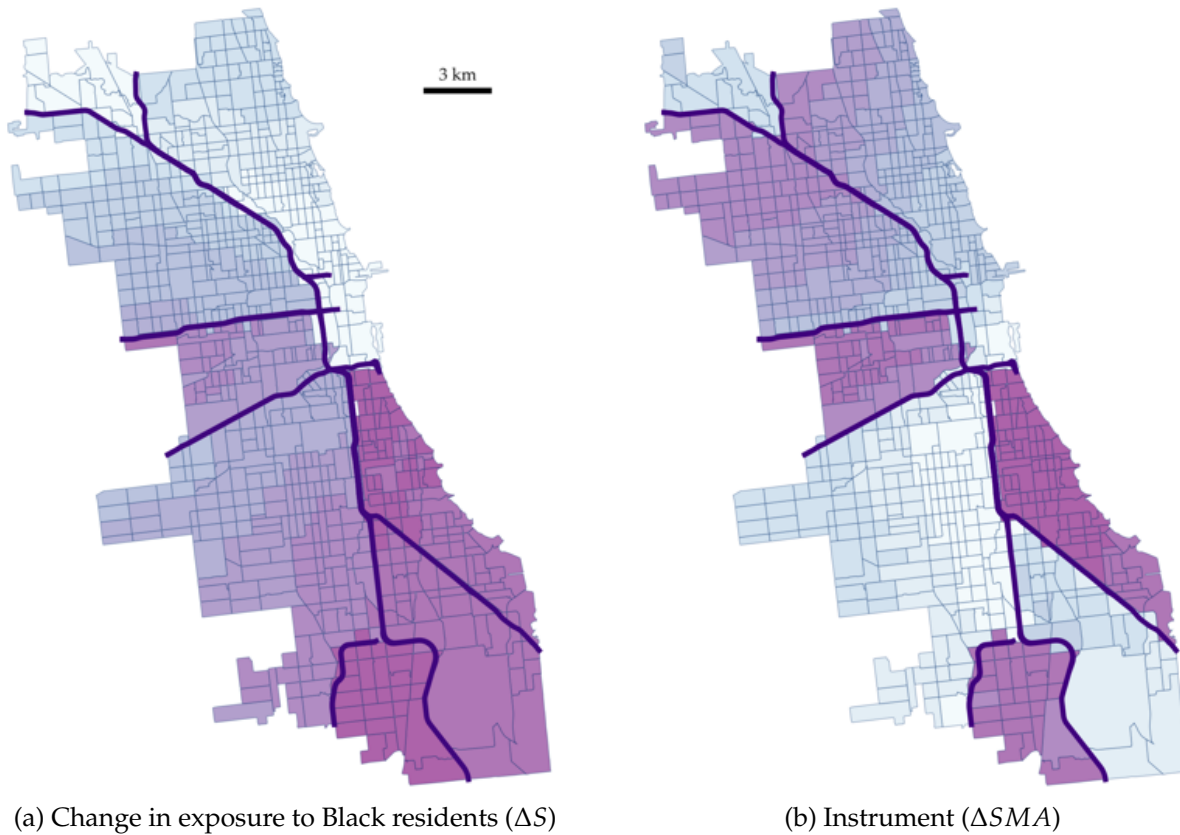 3 km
(a) Change in exposure to Black residents (ΔS)
(b) Instrument (ΔSMA)